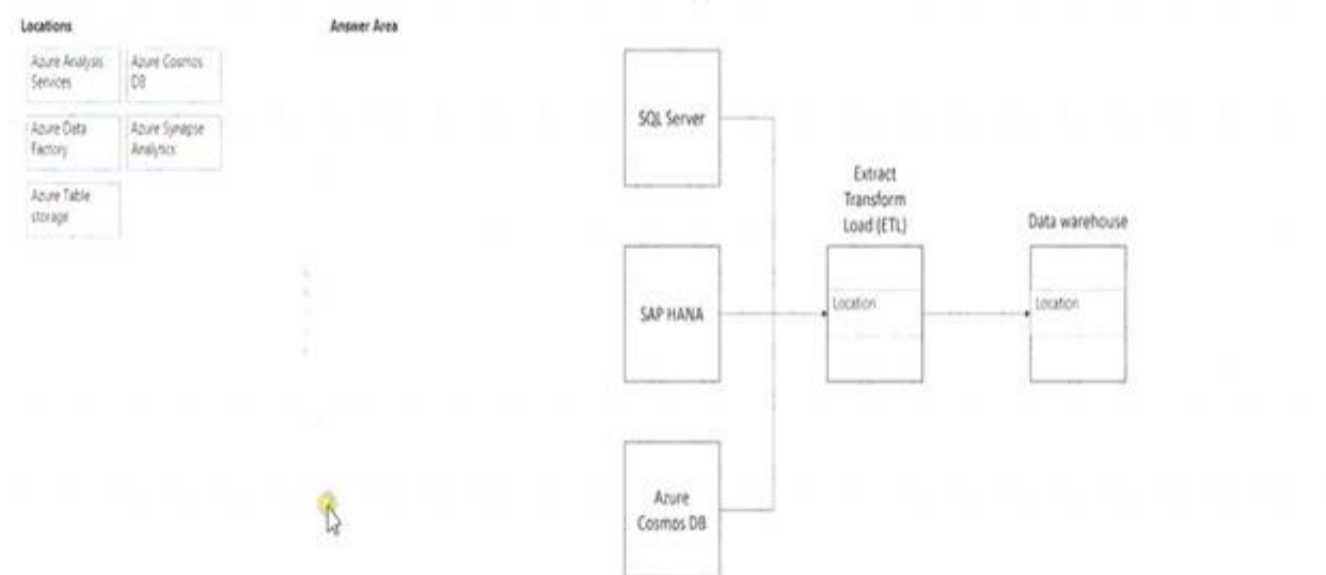 Locations
Answer Area
Azure Analysis
Services
Azure Cosmos
DB
Azure Data
Factory
Azure Synapse
Analytics
Azure Table
storage
SQL Server
SAP HANA
Azure
Cosmos DB
Extract
Transform
Load (ETL)
Location
Data warehouse
Location